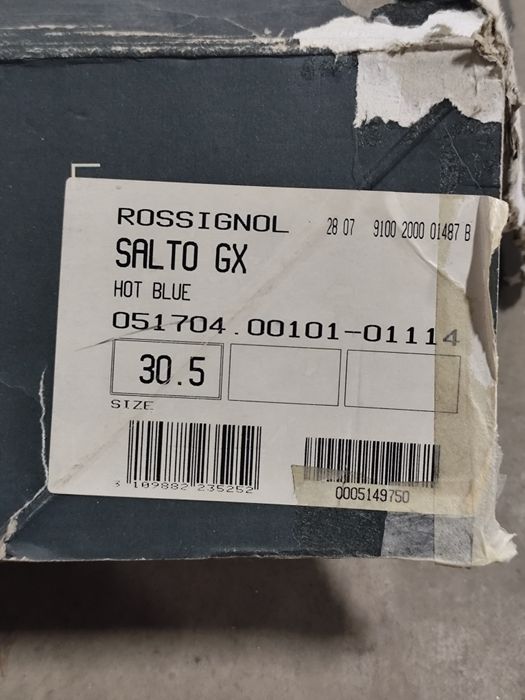 ROSSIGNOL 28 07 9100 2000 01487 B
SALTO GX
HOT BLUE
051704.00101-01114
30.5
SIZE
3 109882 235252
0005149750